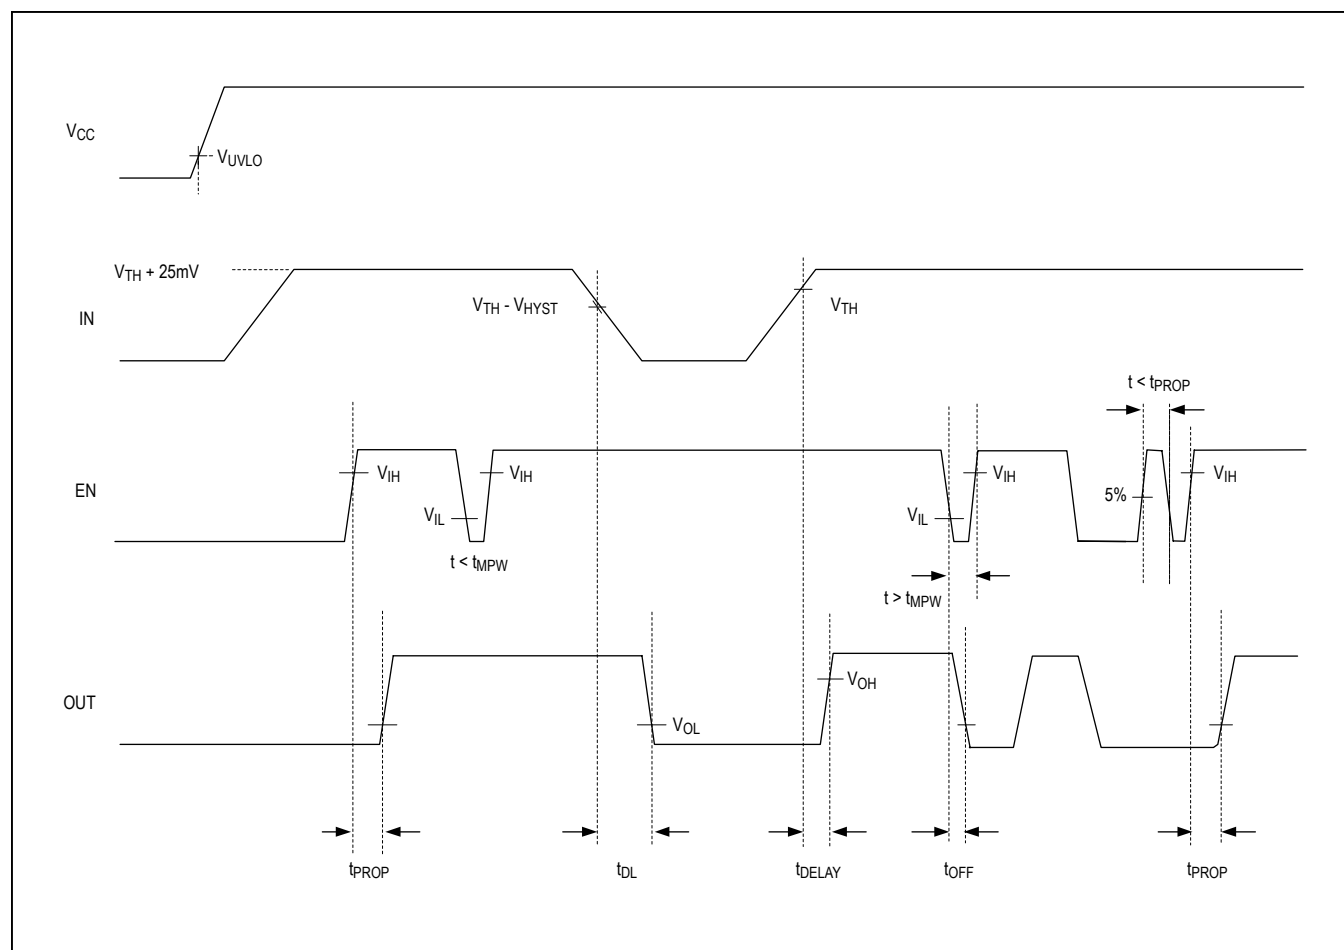 VCC
VUVLO
VTH + 25mV
IN
VTH - VHYST
VTH
t < tPROP
EN
VIH
VIH
VIH
VIH
5%
VIL
VIL
t < tMPW
t > tMPW
OUT
VOL
VOH
tPROP
tDL
tDELAY
tOFF
tPROP